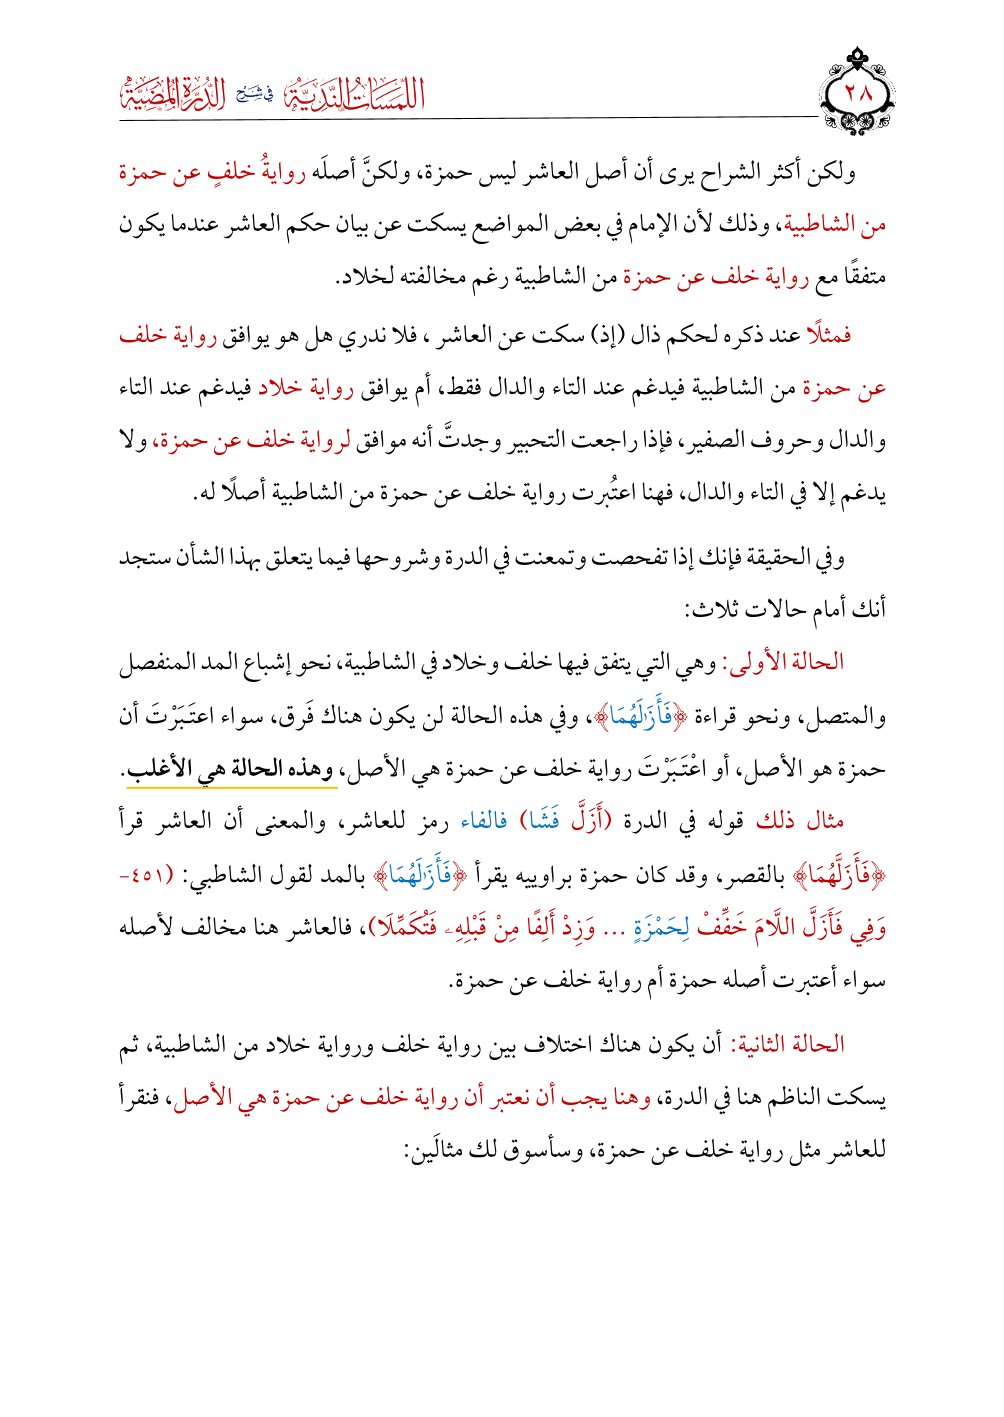 ٢٨
اللمسات الندية في شرح الدرة المضية
ولكن أكثر الشراح يرى أن أصل العاشر ليس حمزة، ولكنَّ أصلَه روايةُ خلفٍ عن حمزة
من الشاطبية، وذلك لأن الإمام في بعض المواضع يسكت عن بيان حكم العاشر عندما يكون
متفقًا مع رواية خلف عن حمزة من الشاطبية رغم مخالفته لخلاد.
فمثلًا عند ذكره لحكم ذال (إذ) سكت عن العاشر ، فلا ندري هل هو يوافق رواية خلف
عن حمزة من الشاطبية فيدغم عند التاء والدال فقط، أم يوافق رواية خلاد فيدغم عند التاء
والدال وحروف الصفير، فإذا راجعت التحبير وجدتَّ أنه موافق لرواية خلف عن حمزة، ولا
يدغم إلا في التاء والدال، فهنا اعتُبرت رواية خلف عن حمزة من الشاطبية أصلًا له.
وفي الحقيقة فإنك إذا تفحصت وتمعنت في الدرة وشروحها فيما يتعلق بهذا الشأن ستجد
أنك أمام حالات ثلاث:
الحالة الأولى: وهي التي يتفق فيها خلف وخلاد في الشاطبية، نحو إشباع المد المنفصل
والمتصل، ونحو قراءة ﴿فَأَزَٰلَهُمَا﴾، وفي هذه الحالة لن يكون هناك فَرق، سواء اعتَبَرْتَ أن
حمزة هو الأصل، أو اعْتَبَرْتَ رواية خلف عن حمزة هي الأصل، وهذه الحالة هي الأغلب.
مثال ذلك قوله في الدرة (أَزَلَّ فَشَا) فالفاء رمز للعاشر، والمعنى أن العاشر قرأ
﴿فَأَزَلَّهُمَا﴾ بالقصر، وقد كان حمزة براوييه يقرأ ﴿فَأَزَٰلَهُمَا﴾ بالمد لقول الشاطبي: (٤٥١-
وَفِي فَأَزَلَّ اللَّامَ خَفِّفْ لِحَمْزَةٍ ... وَزِدْ أَلِفًا مِنْ قَبْلِهِۦ فَتُكَمِّلَا)، فالعاشر هنا مخالف لأصله
سواء أعتبرت أصله حمزة أم رواية خلف عن حمزة.
الحالة الثانية: أن يكون هناك اختلاف بين رواية خلف ورواية خلاد من الشاطبية، ثم
يسكت الناظم هنا في الدرة، وهنا يجب أن نعتبر أن رواية خلف عن حمزة هي الأصل، فنقرأ
للعاشر مثل رواية خلف عن حمزة، وسأسوق لك مثالَين: